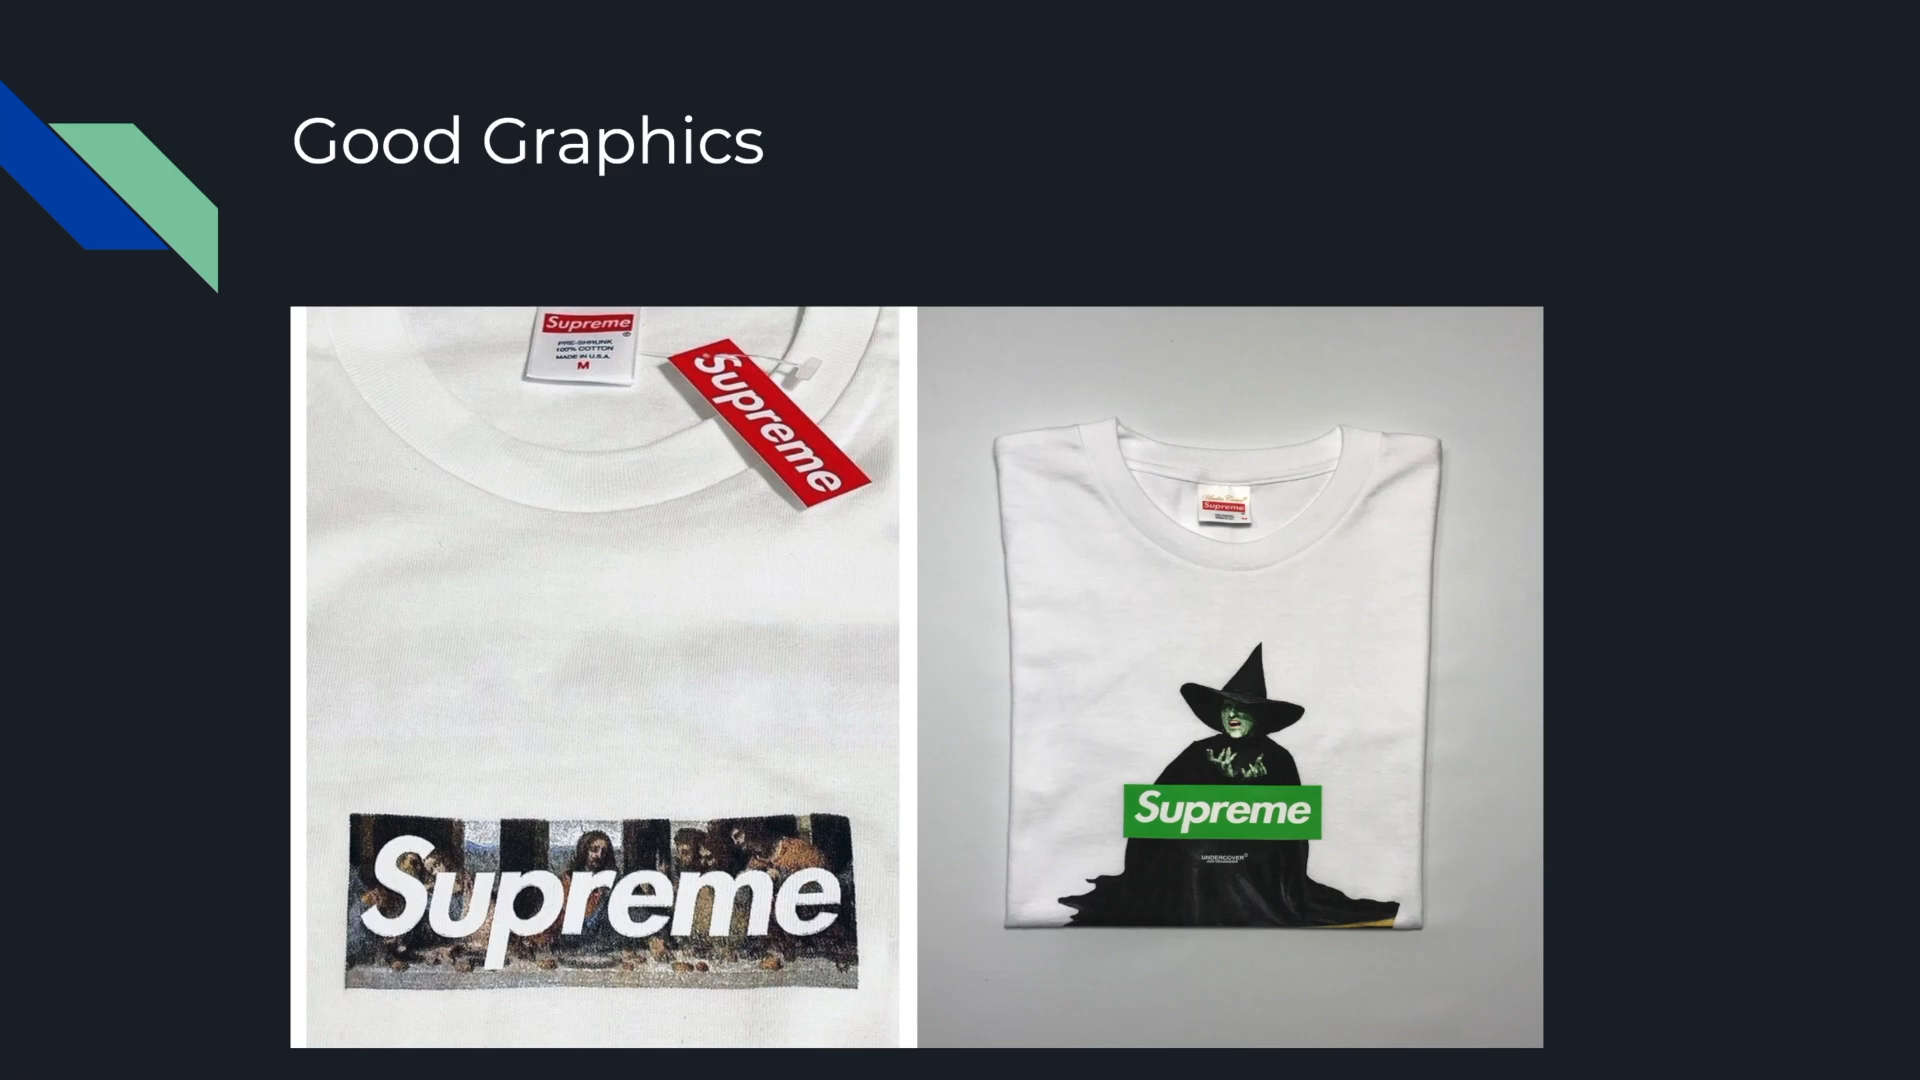 Good Graphics
Supreme
PRE-SHRUNK
100% COTTON
MADE IN U.S.A.
M
Supreme
Supreme
Supreme
Supreme
UNDERCOVER